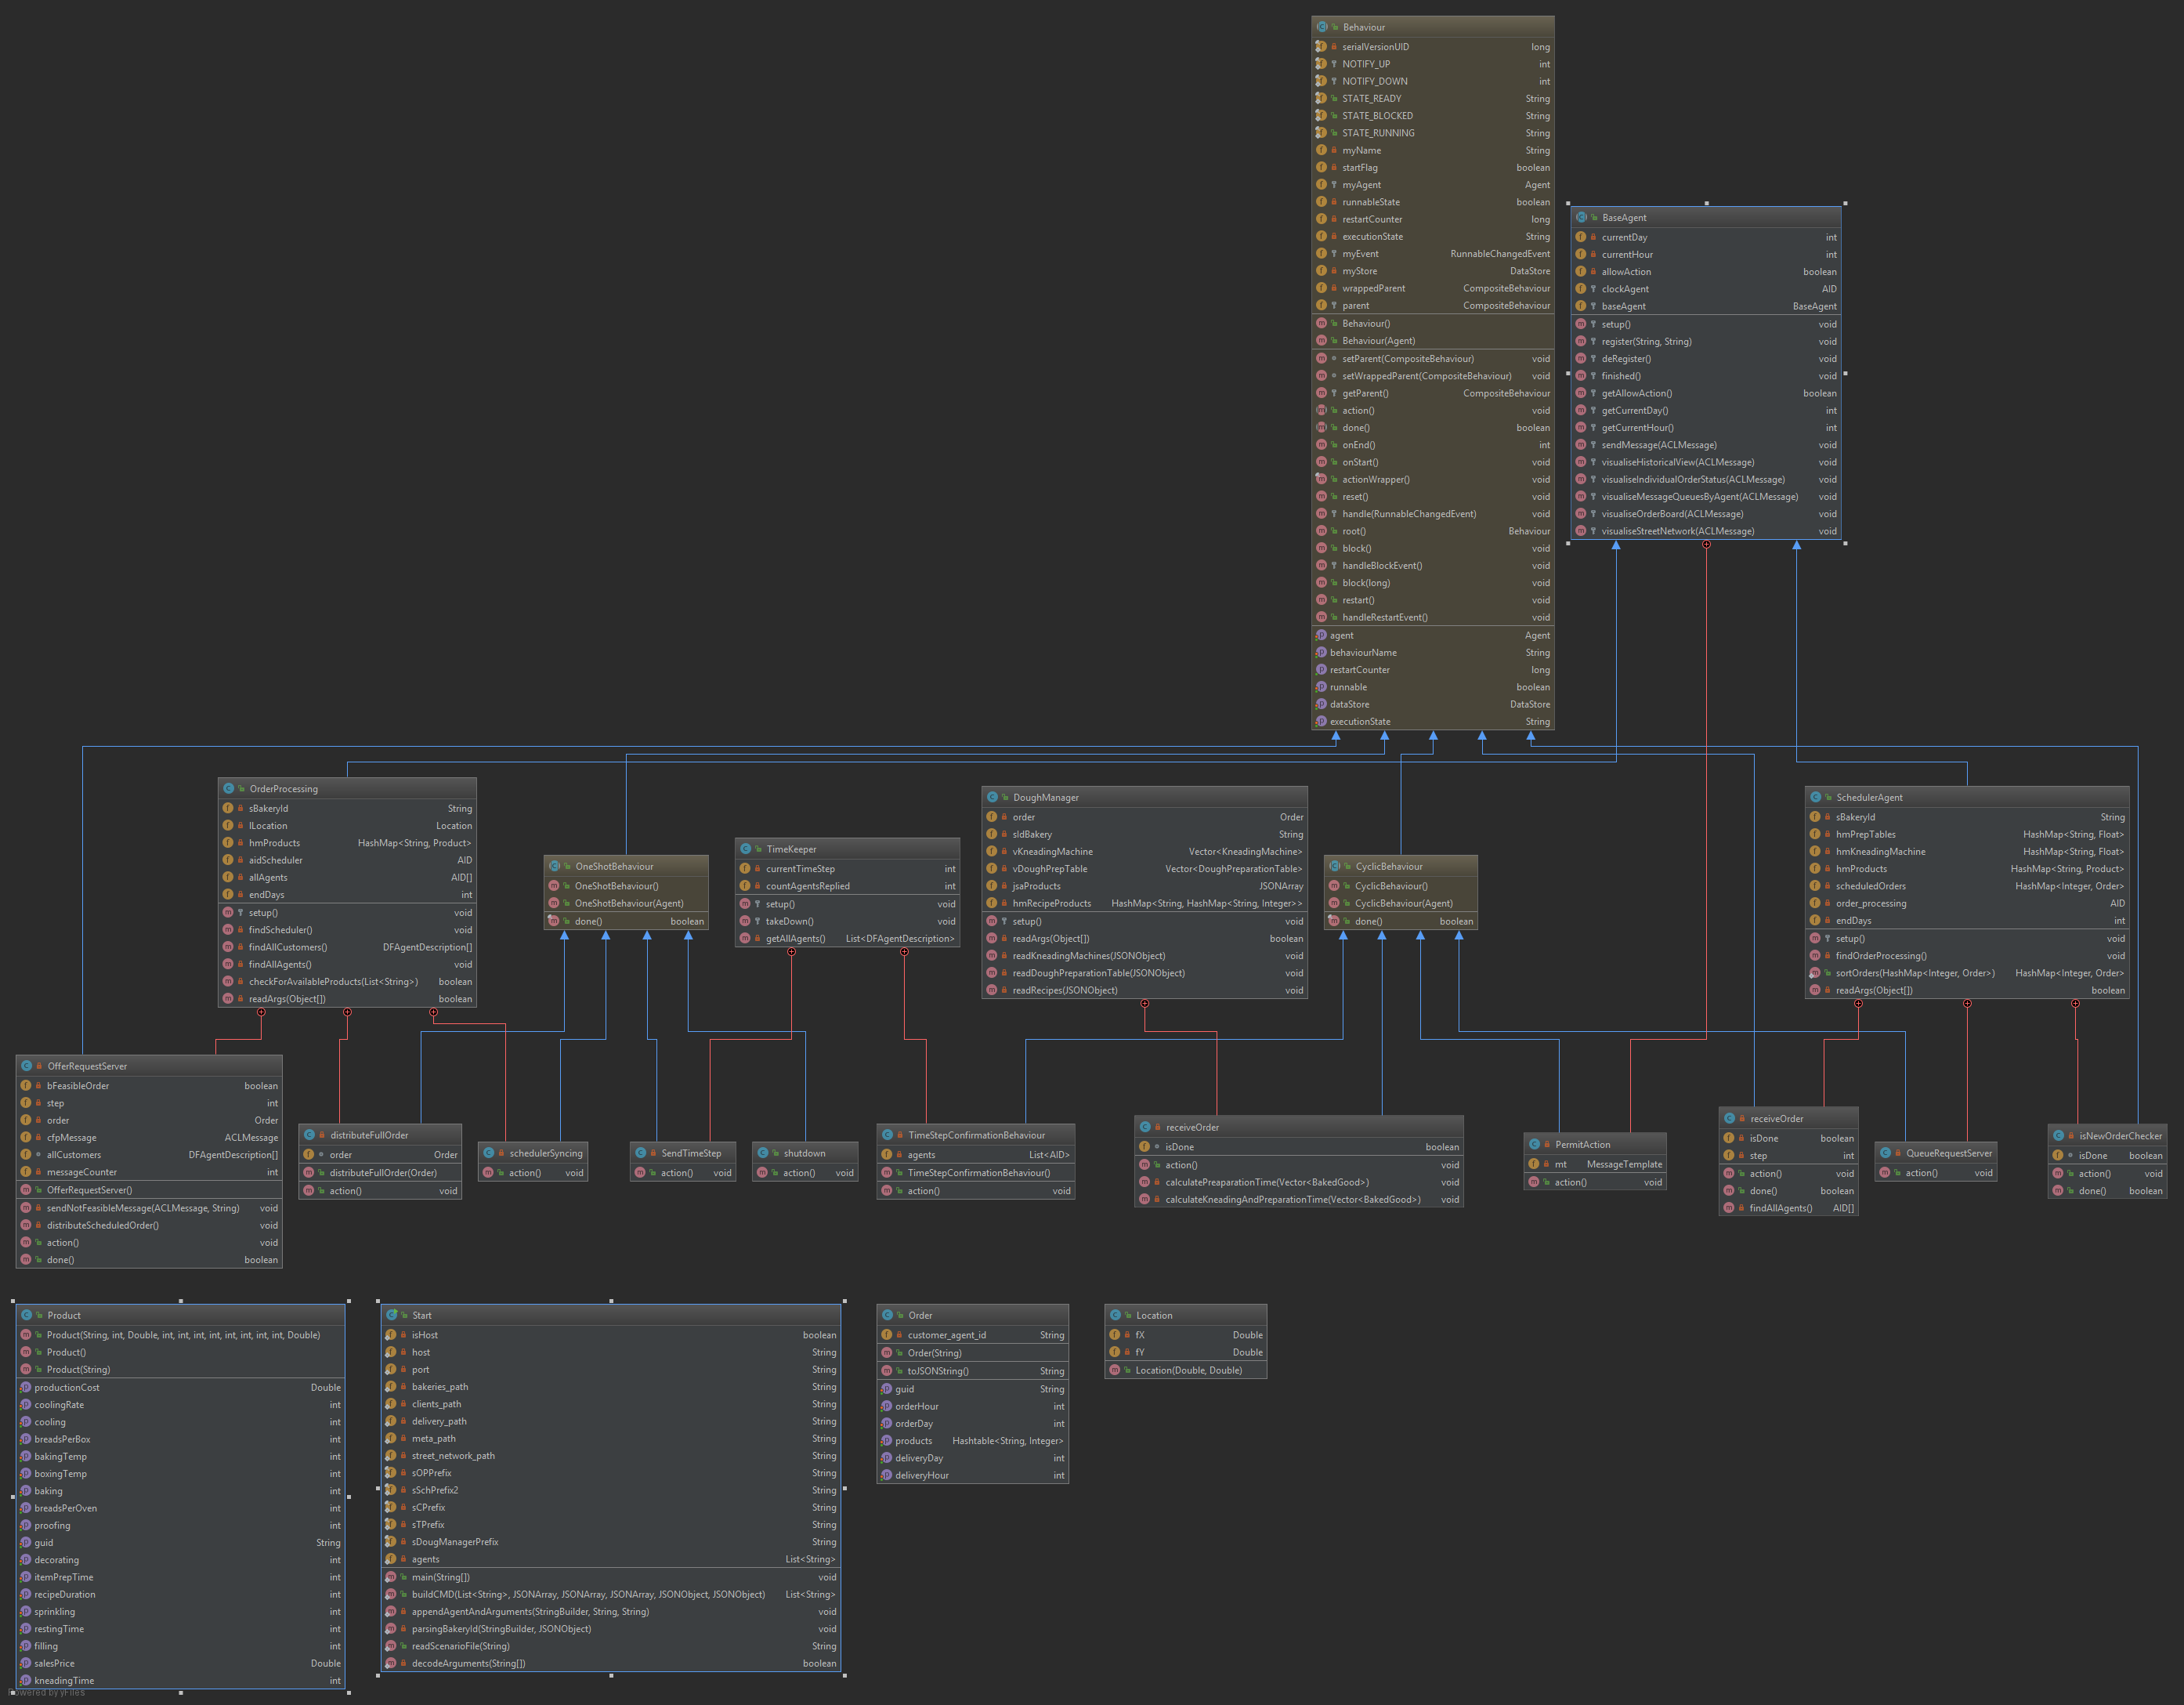 Behaviour
serialVersionUID long
NOTIFY_UP int
NOTIFY_DOWN int
STATE_READY String
STATE_BLOCKED String
STATE_RUNNING String
myName String
startFlag boolean
myAgent Agent
runnableState boolean
restartCounter long
executionState String
myEvent RunnableChangedEvent
myStore DataStore
wrappedParent CompositeBehaviour
parent CompositeBehaviour
Behaviour()
Behaviour(Agent)
setParent(CompositeBehaviour) void
setWrappedParent(CompositeBehaviour) void
getParent() CompositeBehaviour
action() void
done() boolean
onEnd() int
onStart() void
actionWrapper() void
reset() void
handle(RunnableChangedEvent) void
root() Behaviour
block() void
handleBlockEvent() void
block(long) void
restart() void
handleRestartEvent() void
agent Agent
behaviourName String
restartCounter long
runnable boolean
dataStore DataStore
executionState String
BaseAgent
currentDay int
currentHour int
allowAction boolean
clockAgent AID
baseAgent BaseAgent
setup() void
register(String, String) void
deRegister() void
finished() void
getAllowAction() boolean
getCurrentDay() int
getCurrentHour() int
sendMessage(ACLMessage) void
visualiseHistoricalView(ACLMessage) void
visualiseIndividualOrderStatus(ACLMessage) void
visualiseMessageQueuesByAgent(ACLMessage) void
visualiseOrderBoard(ACLMessage) void
visualiseStreetNetwork(ACLMessage) void
OrderProcessing
sBakeryId String
lLocation Location
hmProducts HashMap<String, Product>
aidScheduler AID
allAgents AID[]
endDays int
setup() void
findScheduler() void
findAllCustomers() DFAgentDescription[]
findAllAgents() void
checkForAvailableProducts(List<String>) boolean
readArgs(Object[]) boolean
OneShotBehaviour
OneShotBehaviour()
OneShotBehaviour(Agent)
done() boolean
TimeKeeper
currentTimeStep int
countAgentsReplied int
setup() void
takeDown() void
getAllAgents() List<DFAgentDescription>
DoughManager
order Order
sIdBakery String
vKneadingMachine Vector<KneadingMachine>
vDoughPrepTable Vector<DoughPreparationTable>
jsaProducts JSONArray
hmRecipeProducts HashMap<String, HashMap<String, Integer>>
setup() void
readArgs(Object[]) boolean
readKneadingMachines(JSONObject) void
readDoughPreparationTable(JSONObject) void
readRecipes(JSONObject) void
CyclicBehaviour
CyclicBehaviour()
CyclicBehaviour(Agent)
done() boolean
SchedulerAgent
sBakeryId String
hmPrepTables HashMap<String, Float>
hmKneadingMachine HashMap<String, Float>
hmProducts HashMap<String, Product>
scheduledOrders HashMap<Integer, Order>
order_processing AID
endDays int
setup() void
findOrderProcessing() void
sortOrders(HashMap<Integer, Order>) HashMap<Integer, Order>
readArgs(Object[]) boolean
OfferRequestServer
bFeasibleOrder boolean
step int
order Order
cfpMessage ACLMessage
allCustomers DFAgentDescription[]
messageCounter int
OfferRequestServer()
sendNotFeasibleMessage(ACLMessage, String) void
distributeScheduledOrder() void
action() void
done() boolean
distributeFullOrder
order Order
distributeFullOrder(Order)
action() void
schedulerSyncing
action() void
SendTimeStep
action() void
shutdown
action() void
TimeStepConfirmationBehaviour
agents List<AID>
TimeStepConfirmationBehaviour()
action() void
receiveOrder
isDone boolean
action() void
calculatePreaparationTime(Vector<BakedGood>) void
calculateKneadingAndPreparationTime(Vector<BakedGood>) void
PermitAction
mt MessageTemplate
action() void
receiveOrder
isDone boolean
step int
action() void
done() boolean
findAllAgents() AID[]
QueueRequestServer
action() void
isNewOrderChecker
isDone boolean
action() void
done() boolean
Product
Product(String, int, Double, int, int, int, int, int, int, int, int, Double)
Product()
Product(String)
productionCost Double
coolingRate int
cooling int
breadsPerBox int
bakingTemp int
boxingTemp int
baking int
breadsPerOven int
proofing int
guid String
decorating int
itemPrepTime int
recipeDuration int
sprinkling int
restingTime int
filling int
salesPrice Double
kneadingTime int
Powered by yFiles
Start
isHost boolean
host String
port String
bakeries_path String
clients_path String
delivery_path String
meta_path String
street_network_path String
sOPPrefix String
sSchPrefix2 String
sCPrefix String
sTPrefix String
sDougManagerPrefix String
agents List<String>
main(String[]) void
buildCMD(List<String>, JSONArray, JSONArray, JSONArray, JSONObject, JSONObject) List<String>
appendAgentAndArguments(StringBuilder, String, String) void
parsingBakeryId(StringBuilder, JSONObject) void
readScenarioFile(String) String
decodeArguments(String[]) boolean
Order
customer_agent_id String
Order(String)
toJSONString() String
guid String
orderHour int
orderDay int
products Hashtable<String, Integer>
deliveryDay int
deliveryHour int
Location
fX Double
fY Double
Location(Double, Double)